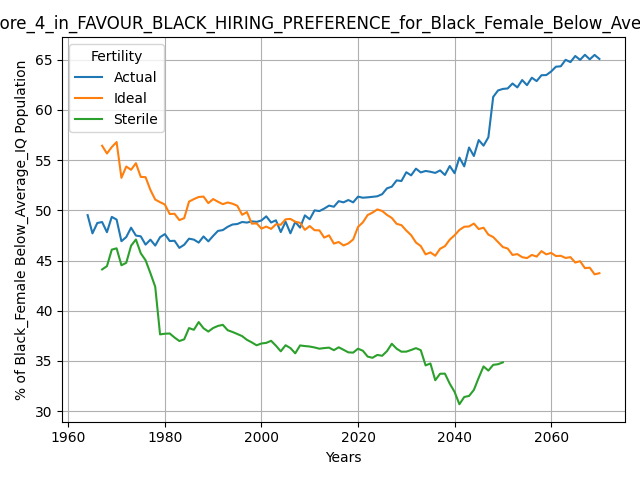 ore_4_in_FAVOUR_BLACK_HIRING_PREFERENCE_for_Black_Female_Below_Ave
Fertility
Actual
Ideal
Sterile
% of Black_Female Below_Average_IQ Population
65
60
55
50
45
40
35
30
1960 1980 2000 2020 2040 2060
Years